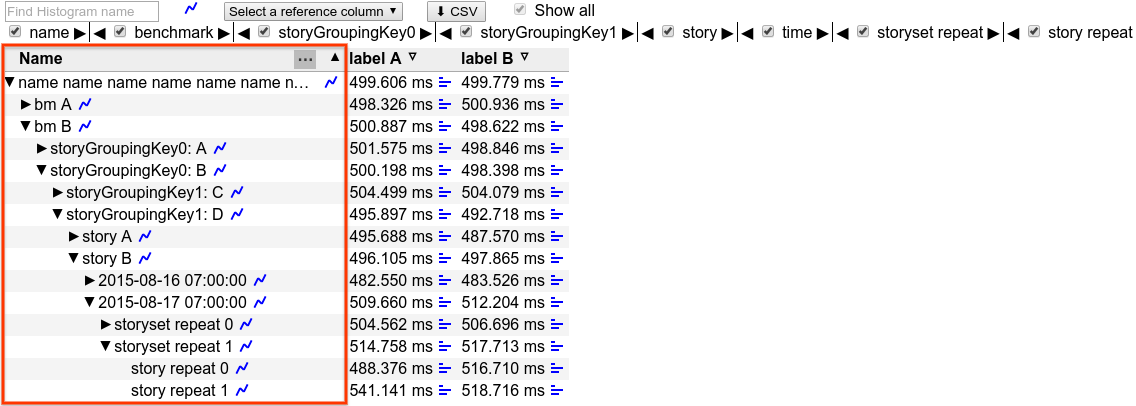 Find Histogram name Select a reference column ▼ ⬇ CSV Show all
name ▶ ◀ benchmark ▶ ◀ storyGroupingKey0 ▶ ◀ storyGroupingKey1 ▶ ◀ story ▶ ◀ time ▶ ◀ storyset repeat ▶ ◀ story repeat
Name ... ▲ label A ▽ label B ▽
▼ name name name name name name n... 499.606 ms 499.779 ms
▶ bm A 498.326 ms 500.936 ms
▼ bm B 500.887 ms 498.622 ms
▶ storyGroupingKey0: A 501.575 ms 498.846 ms
▼ storyGroupingKey0: B 500.198 ms 498.398 ms
▶ storyGroupingKey1: C 504.499 ms 504.079 ms
▼ storyGroupingKey1: D 495.897 ms 492.718 ms
▶ story A 495.688 ms 487.570 ms
▼ story B 496.105 ms 497.865 ms
▶ 2015-08-16 07:00:00 482.550 ms 483.526 ms
▼ 2015-08-17 07:00:00 509.660 ms 512.204 ms
▶ storyset repeat 0 504.562 ms 506.696 ms
▼ storyset repeat 1 514.758 ms 517.713 ms
story repeat 0 488.376 ms 516.710 ms
story repeat 1 541.141 ms 518.716 ms